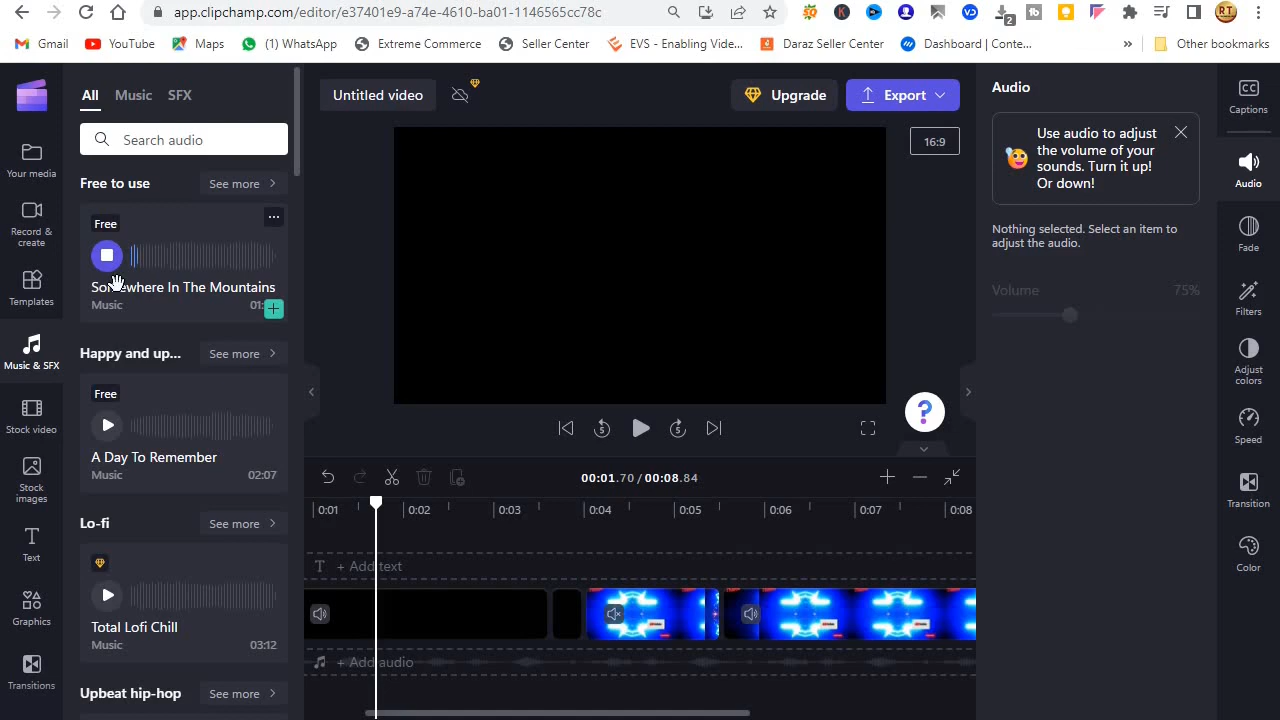 app.clipchamp.com/editor/e37401e9-a74e-4610-ba01-1146565cc78c
2
Gmail
YouTube
Maps
(1) WhatsApp
Extreme Commerce
Seller Center
EVS - Enabling Vide...
Daraz Seller Center
Dashboard | Conte...
»
Other bookmarks
All
Music
SFX
Search audio
Your media
Record & create
Templates
Music & SFX
Stock video
Stock images
Text
Graphics
Transitions
Free to use
See more
Free
Somewhere In The Mountains
Music
01:
Happy and up...
See more
Free
A Day To Remember
Music
02:07
Lo-fi
See more
Total Lofi Chill
Music
03:12
Upbeat hip-hop
See more
Untitled video
Upgrade
Export
16:9
5
5
?
00:01.70 / 00:08.84
0:01
0:02
0:03
0:04
0:05
0:06
0:07
0:08
T + Add text
+ Add audio
Audio
Use audio to adjust
the volume of your
sounds. Turn it up!
Or down!
Nothing selected. Select an item to
adjust the audio.
Volume
75%
CC
Captions
Audio
Fade
Filters
Adjust colors
Speed
Transition
Color